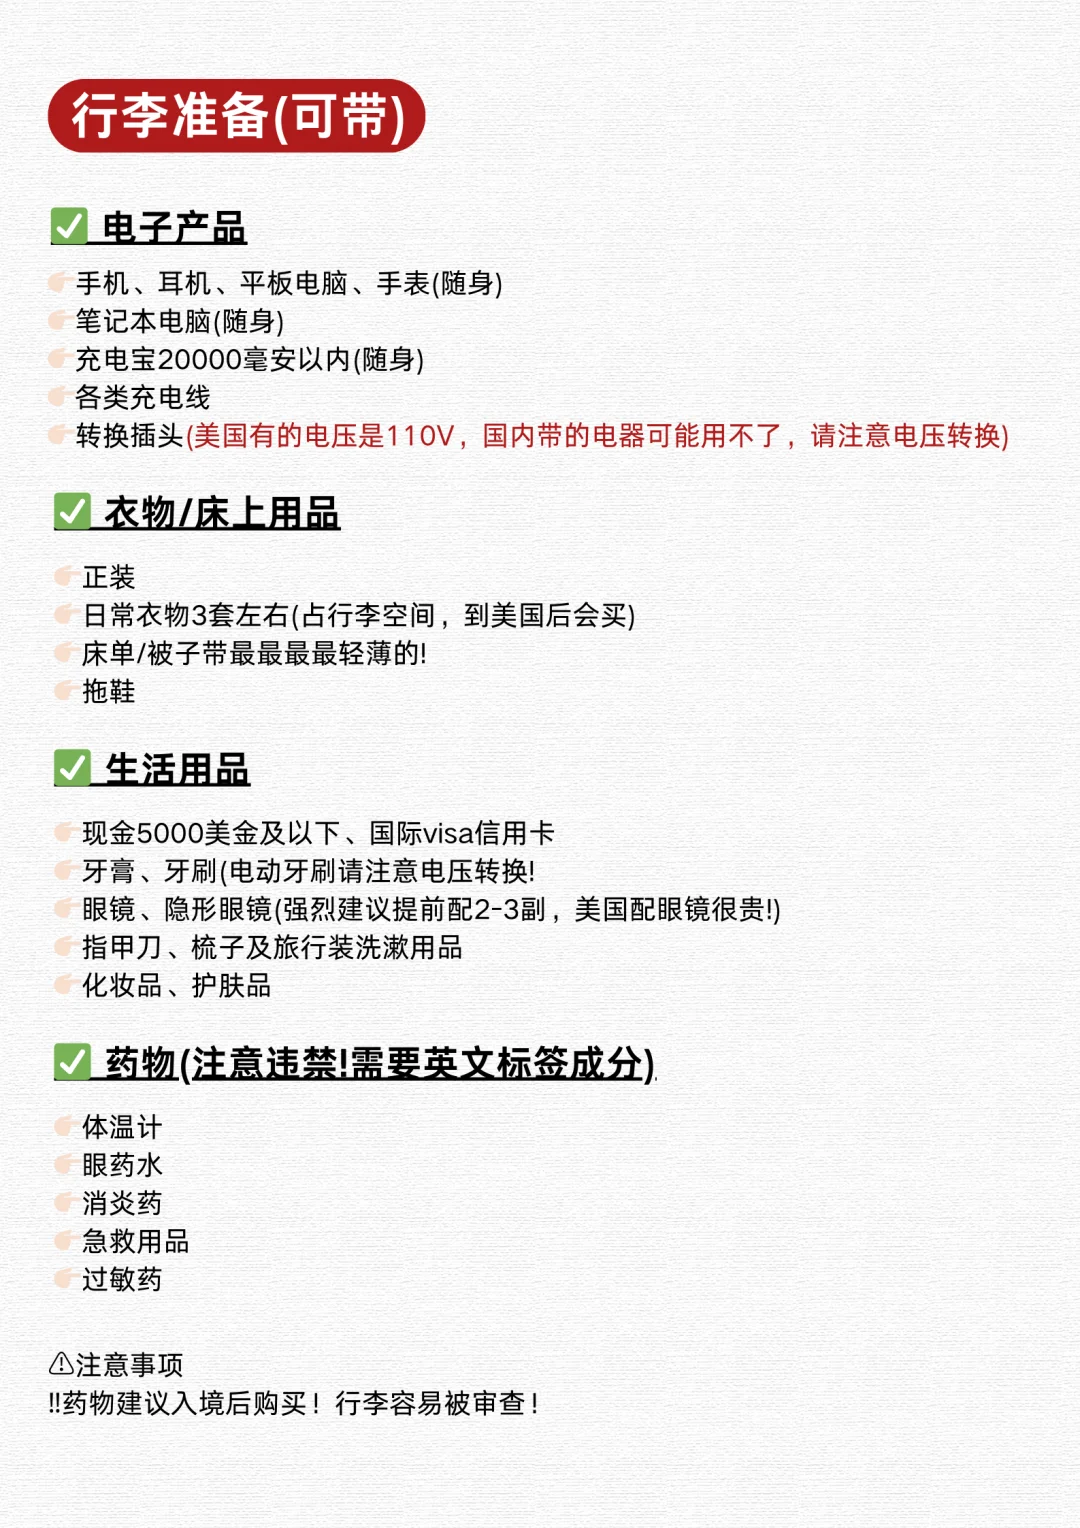 行李准备(可带)
✅ 电子产品
👉🏻手机、耳机、平板电脑、手表(随身)
👉🏻笔记本电脑(随身)
👉🏻充电宝20000毫安以内(随身)
👉🏻各类充电线
👉🏻转换插头(美国有的电压是110V，国内带的电器可能用不了，请注意电压转换)
✅ 衣物/床上用品
👉🏻正装
👉🏻日常衣物3套左右(占行李空间，到美国后会买)
👉🏻床单/被子带最最最最轻薄的!
👉🏻拖鞋
✅ 生活用品
👉🏻现金5000美金及以下、国际visa信用卡
👉🏻牙膏、牙刷(电动牙刷请注意电压转换!
👉🏻眼镜、隐形眼镜(强烈建议提前配2-3副，美国配眼镜很贵!)
👉🏻指甲刀、梳子及旅行装洗漱用品
👉🏻化妆品、护肤品
✅ 药物(注意违禁!需要英文标签成分)
👉🏻体温计
👉🏻眼药水
👉🏻消炎药
👉🏻急救用品
👉🏻过敏药
⚠注意事项
‼药物建议入境后购买！行李容易被审查！